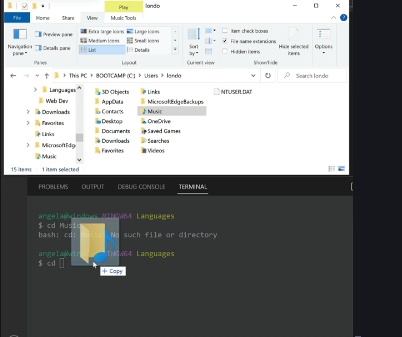 Play londo
File Home Share View Music Tools
Navigation pane Preview pane Details pane
Extra large icons Large icons
Medium icons Small icons
List Details
Sort by
Item check boxes
File name extensions
Hidden items
Hide selected items
Options
Panes Layout Current view Show/hide
This PC > BOOTCAMP (C:) > Users > londo Search londo
Languages
Web Dev
Downloads
Favorites
Links
MicrosoftEdge
Music
3D Objects Links NTUSER.DAT
AppData MicrosoftEdgeBackups
Contacts Music
Desktop OneDrive
Documents Saved Games
Downloads Searches
Favorites Videos
15 items 1 item selected
PROBLEMS OUTPUT DEBUG CONSOLE TERMINAL
angela@windows MINGW64 Languages
$ cd Music
bash: cd: No such file or directory
Languages
$ cd
+ Copy